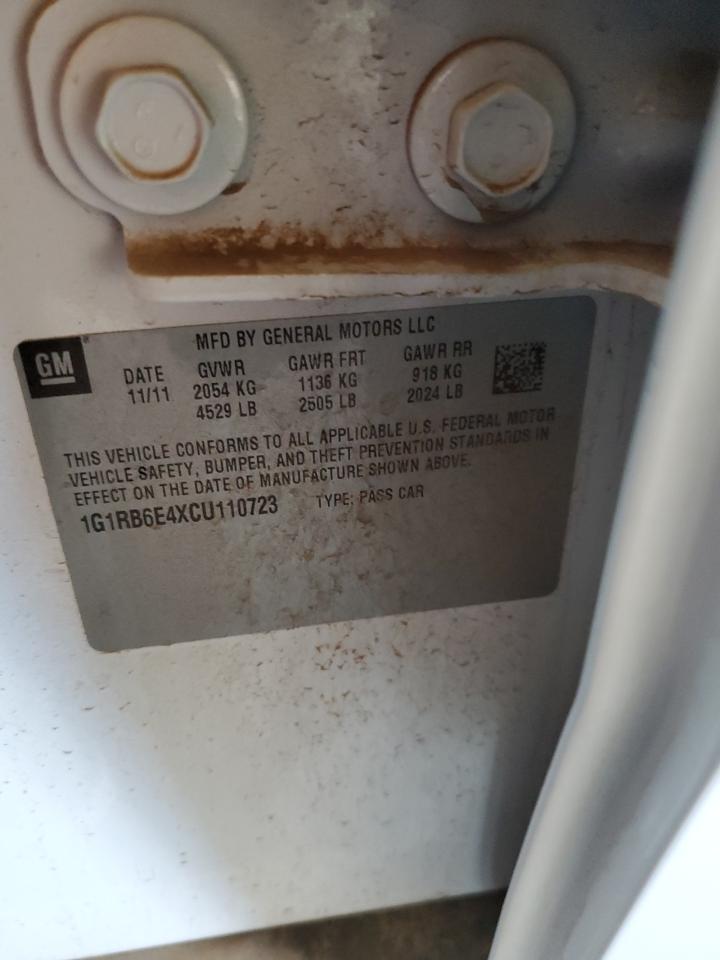 GM
MFD BY GENERAL MOTORS LLC
DATE GVWR GAWR FRT GAWR RR
11/11 2054 KG 1136 KG 918 KG
4529 LB 2505 LB 2024 LB
THIS VEHICLE CONFORMS TO ALL APPLICABLE U.S. FEDERAL MOTOR
VEHICLE SAFETY, BUMPER, AND THEFT PREVENTION STANDARDS IN
EFFECT ON THE DATE OF MANUFACTURE SHOWN ABOVE.
1G1RB6E4XCU110723 TYPE: PASS CAR